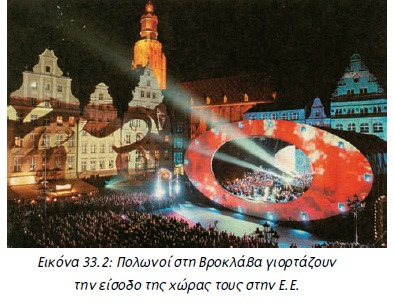 Εικόνα 33.2: Πολωνοί στη Βροκλάβα γιορτάζουν
την είσοδο της χώρας τους στην Ε.Ε.